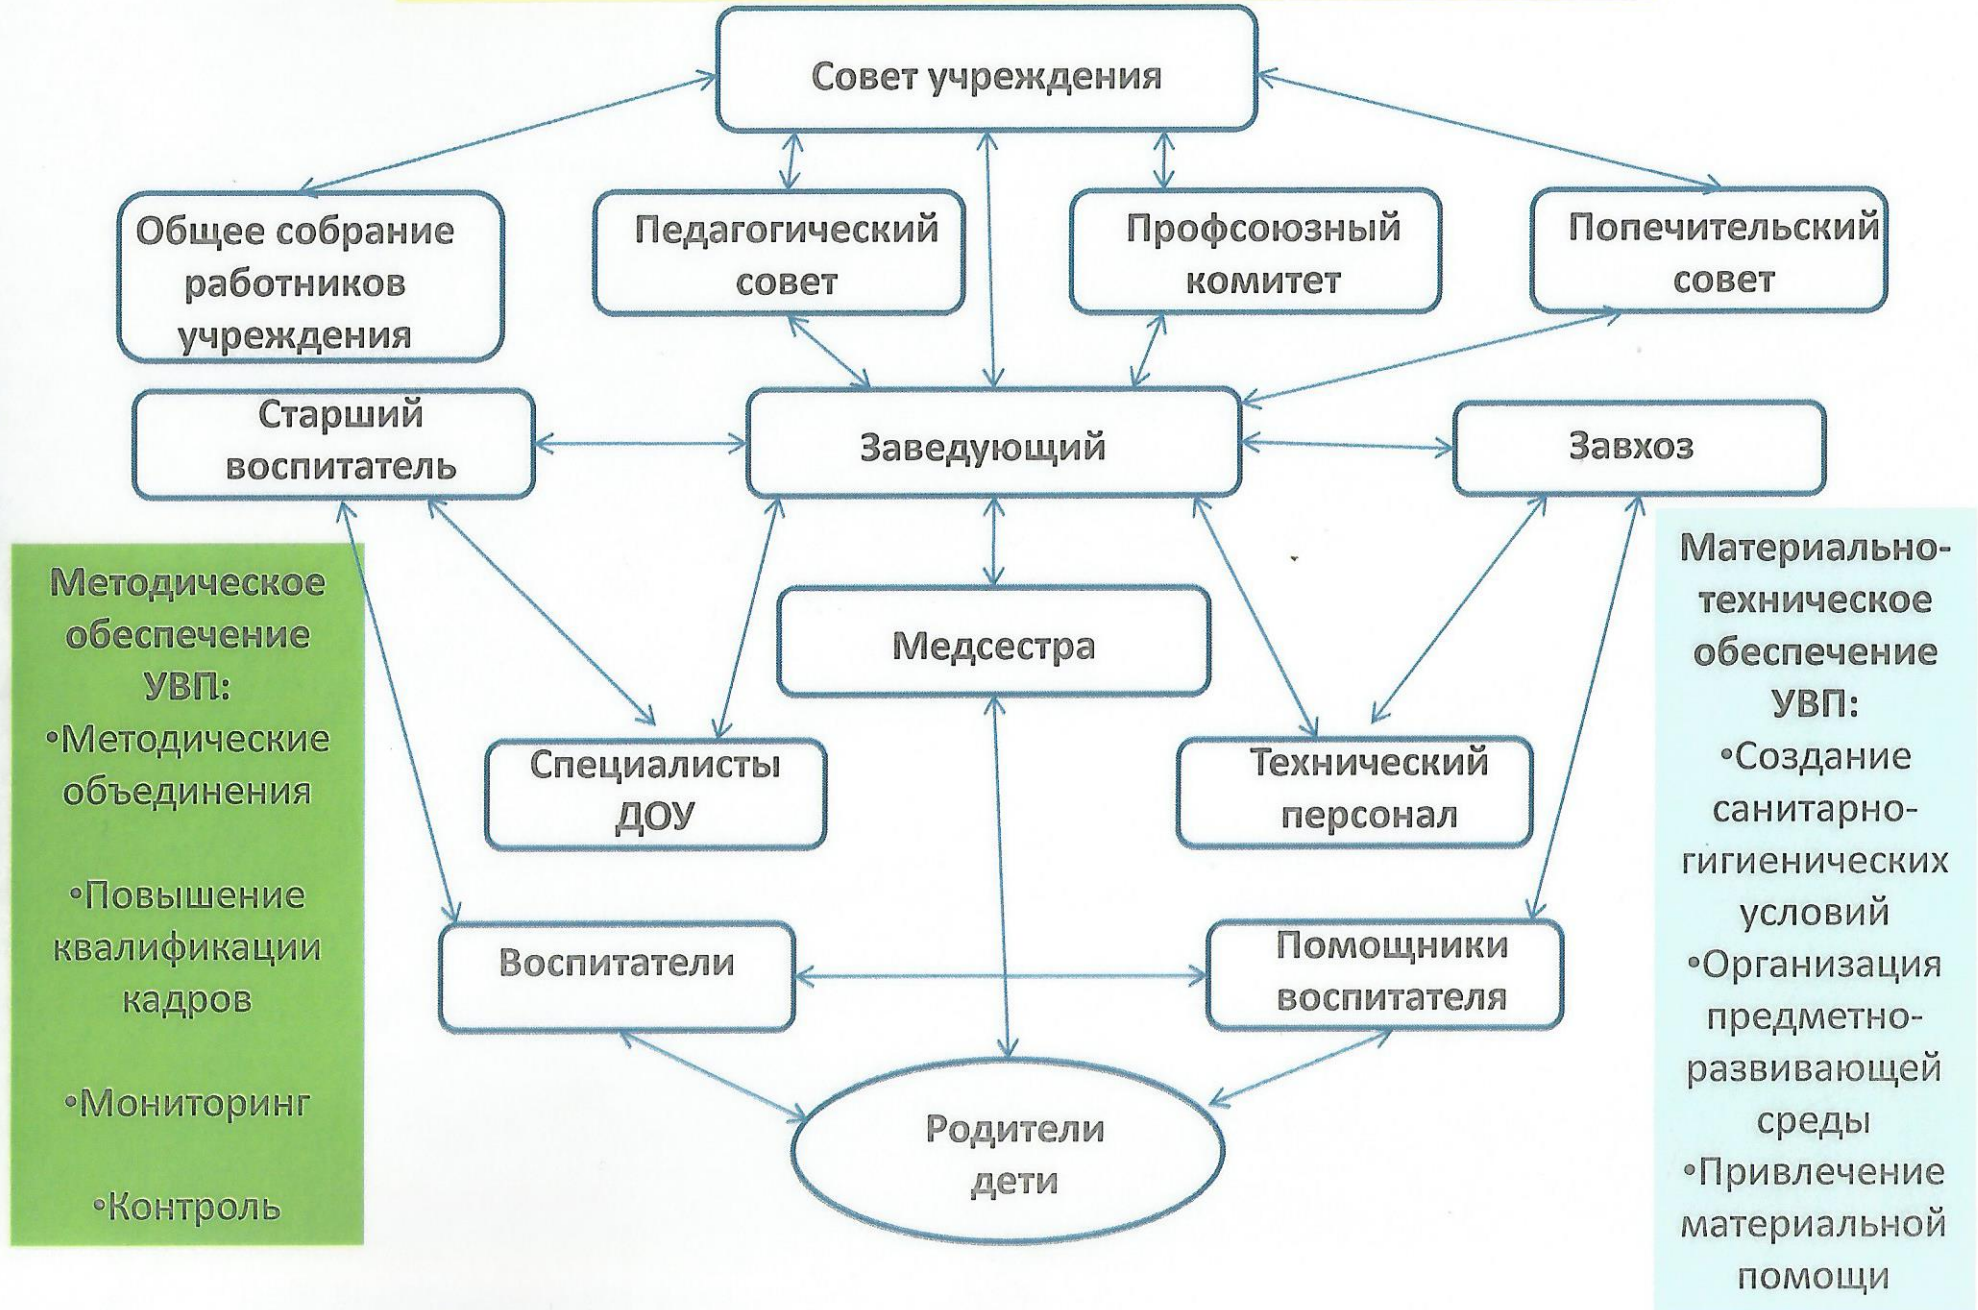 Совет учреждения
Общее собрание
работников
учреждения
Педагогический
совет
Профсоюзный
комитет
Попечительский
совет
Старший
воспитатель
Заведующий
Завхоз
Методическое
обеспечение
УВП:
•Методические
объединения
•Повышение
квалификации
кадров
•Мониторинг
•Контроль
Медсестра
Специалисты
ДОУ
Технический
персонал
Воспитатели
Помощники
воспитателя
Родители
дети
Материально-
техническое
обеспечение
УВП:
•Создание
санитарно-
гигиенических
условий
•Организация
предметно-
развивающей
среды
•Привлечение
материальной
помощи